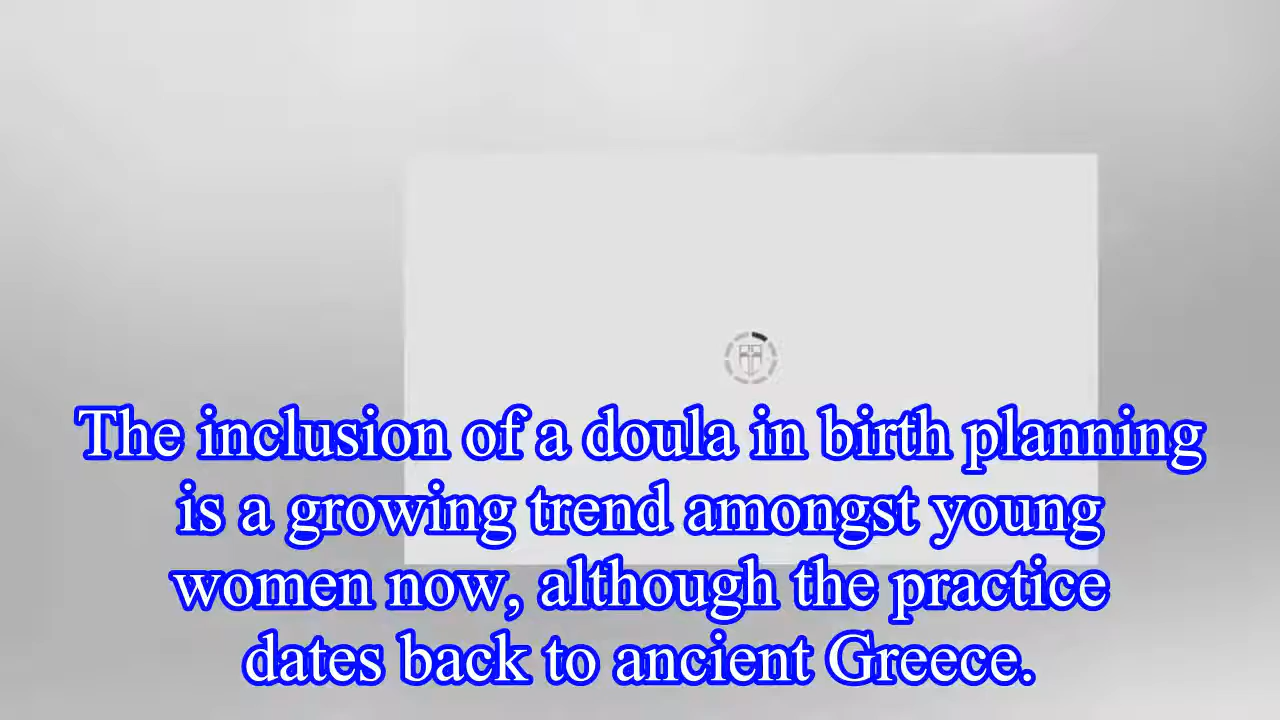 The inclusion of a doula in birth planning
is a growing trend amongst young
women now, although the practice
dates back to ancient Greece.